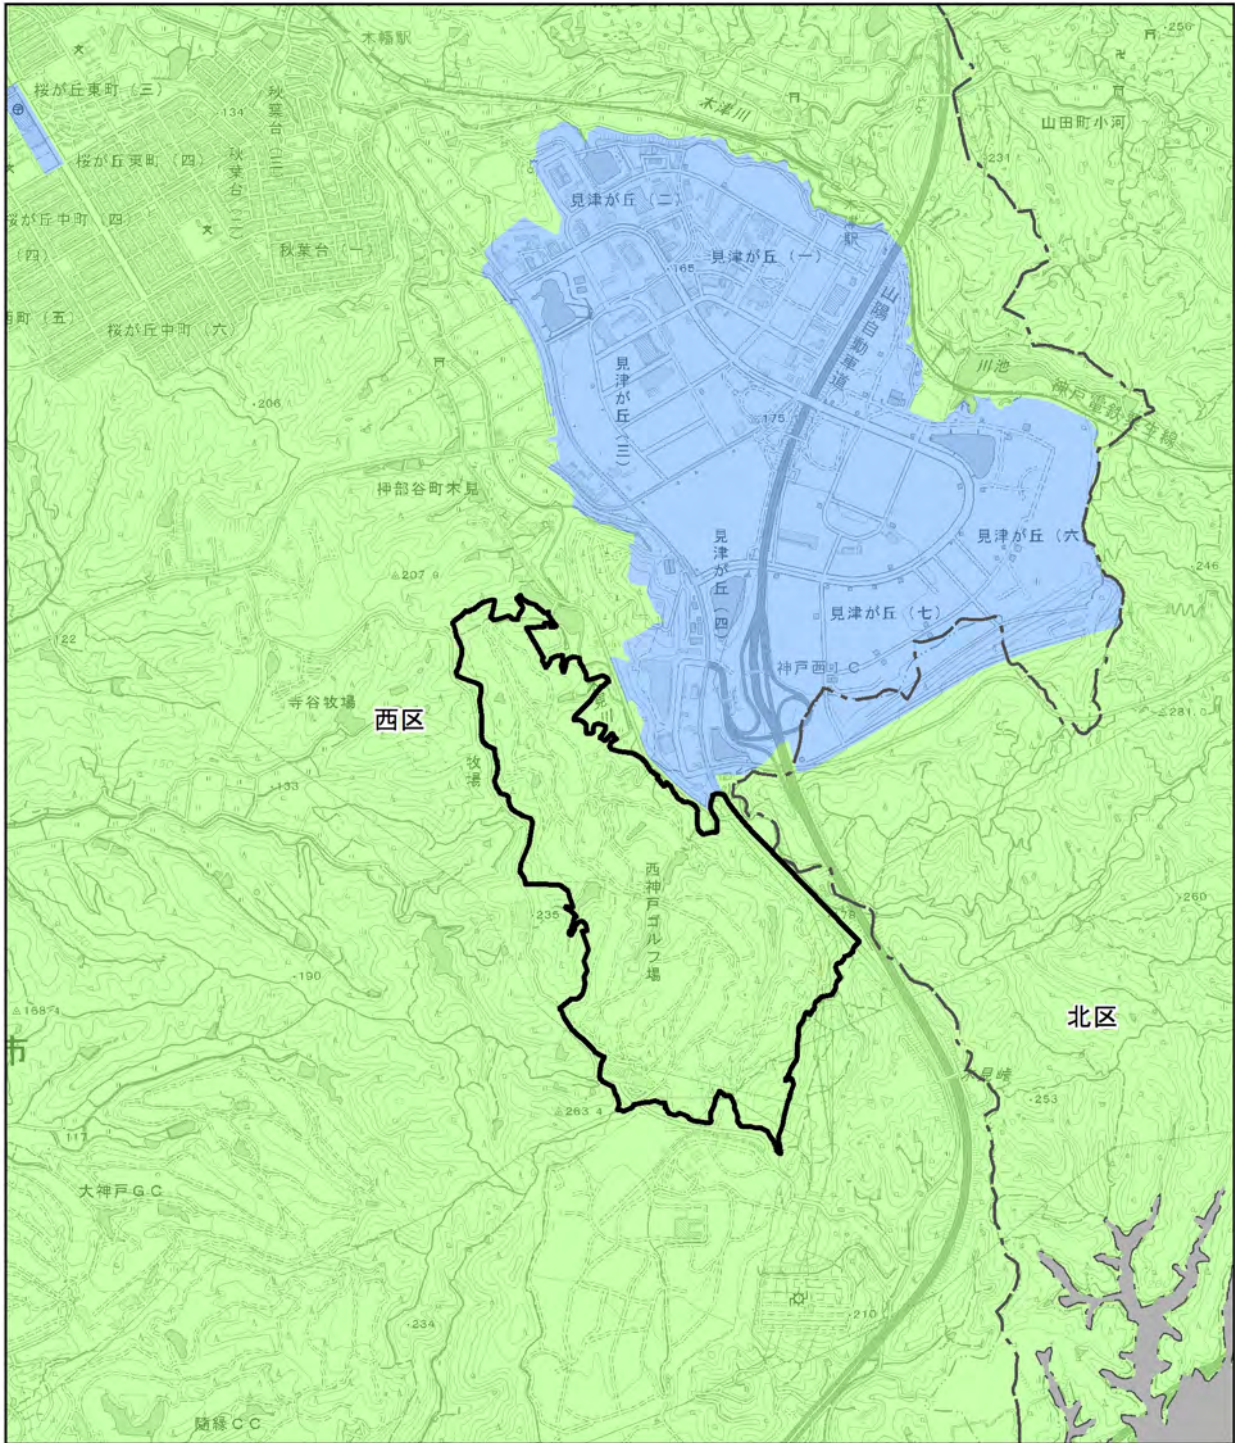 木幡駅
256
桜が丘東町(三)
秋葉台(三)
134
木津川
山田町小河
231
桜が丘東町(四)
秋葉台(二)
桜が丘中町(四)
(四)
見津が丘(二)
秋葉台(一)
見津が丘(一)
165
山陽自動車道
町(五)
桜が丘中町(六)
川池
神戸電鉄粟生線
見津が丘(三)
206
175
押部谷町木見
見津が丘(六
見津が丘(四)
207.9
246
見津が丘(七)
122
神戸西IC
寺谷牧場
西区
281.0
牧場
133
西神戸ゴルフ場
260
235
190
168.4
北区
市
木見峠
253
263.4
117
大神戸GC
210
234
随縁CC